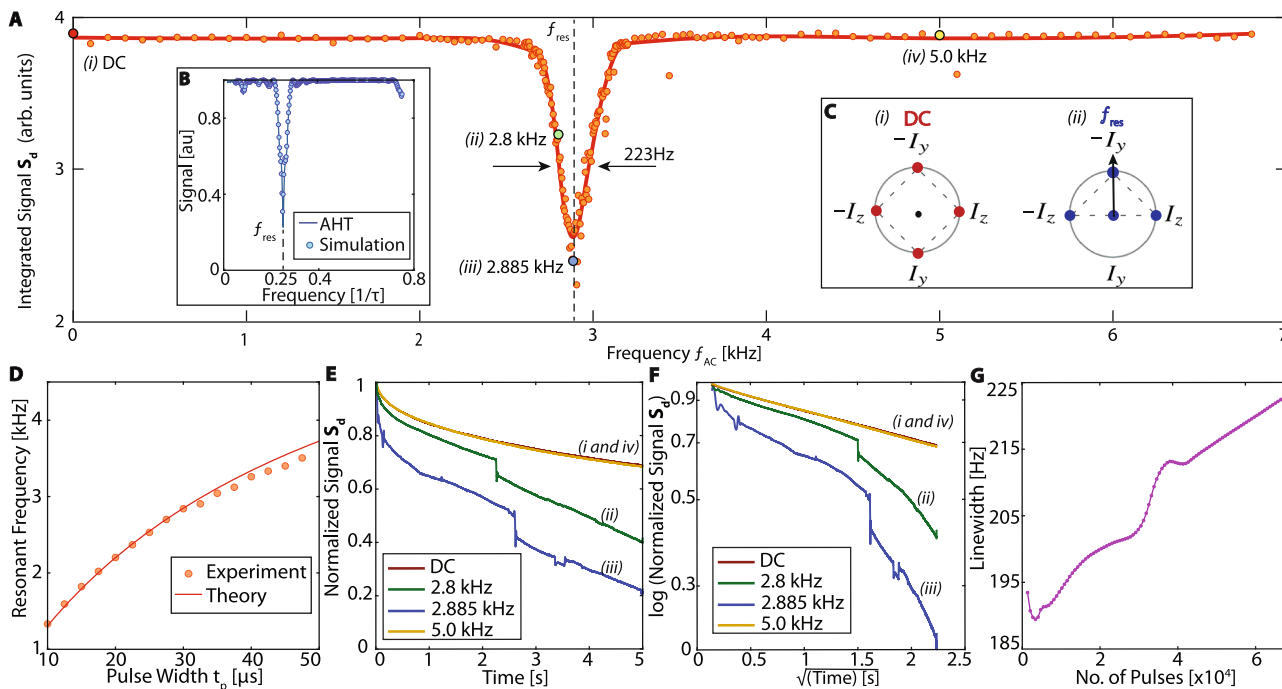 A
4
3
2
Integrated Signal S_d (arb. units)
(i) DC
f_res
(iv) 5.0 kHz
(ii) 2.8 kHz
223Hz
(iii) 2.885 kHz
0 1 2 3 4 5 6 7
Frequency f_AC [kHz]
B
0.8
0.4
0
Signal [au]
f_res
AHT
Simulation
0 0.25 0.4 0.8
Frequency [1/τ]
C
(i) DC
−I_y
−I_z I_z
I_y
(ii) f_res
−I_y
−I_z I_z
I_y
D
4
3
2
1
Resonant Frequency [kHz]
Experiment
Theory
10 20 30 40 50
Pulse Width t_p [μs]
E
1
0.8
0.6
0.4
0.2
0
Normalized Signal S_d
(i and iv)
(ii)
(iii)
DC
2.8 kHz
2.885 kHz
5.0 kHz
0 1 2 3 4 5
Time [s]
F
0.9
0.7
0.5
0.3
0
log (Normalized Signal S_d)
(i and iv)
(ii)
(iii)
DC
2.8 kHz
2.885 kHz
5.0 kHz
0 0.5 1 1.5 2 2.5
√(Time) [s]
G
225
215
205
195
185
Linewidth [Hz]
0 2 4 6
No. of Pulses [x10⁴]